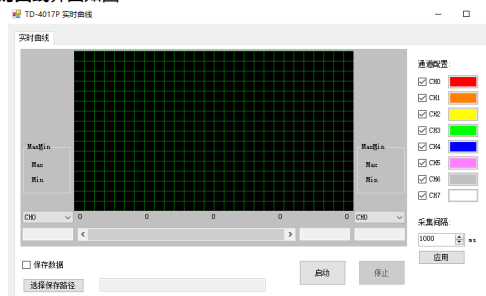 TD-4017P 实时曲线
实时曲线
MaxMin
Max
Min
MaxMin
Max
Min
CH0 0 0 0 0 0 CH0
保存数据
选择保存路径
启动 停止
通道配置:
CH0
CH1
CH2
CH3
CH4
CH5
CH6
CH7
采集间隔:
1000 ms
应用